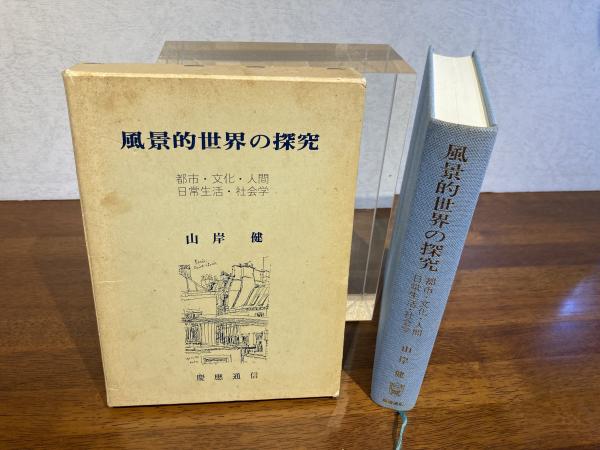 風景的世界の探究
都市・文化・人間
日常生活・社会学
山岸 健
慶應通信
風景的世界の探究
都市・文化・人間
日常生活・社会学
山岸 健